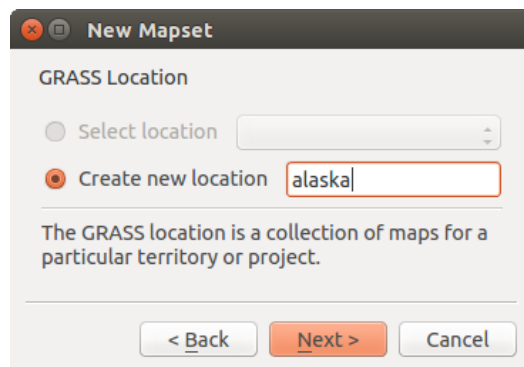 New Mapset
GRASS Location
Select location
Create new location alaska
The GRASS location is a collection of maps for a
particular territory or project.
< Back Next > Cancel